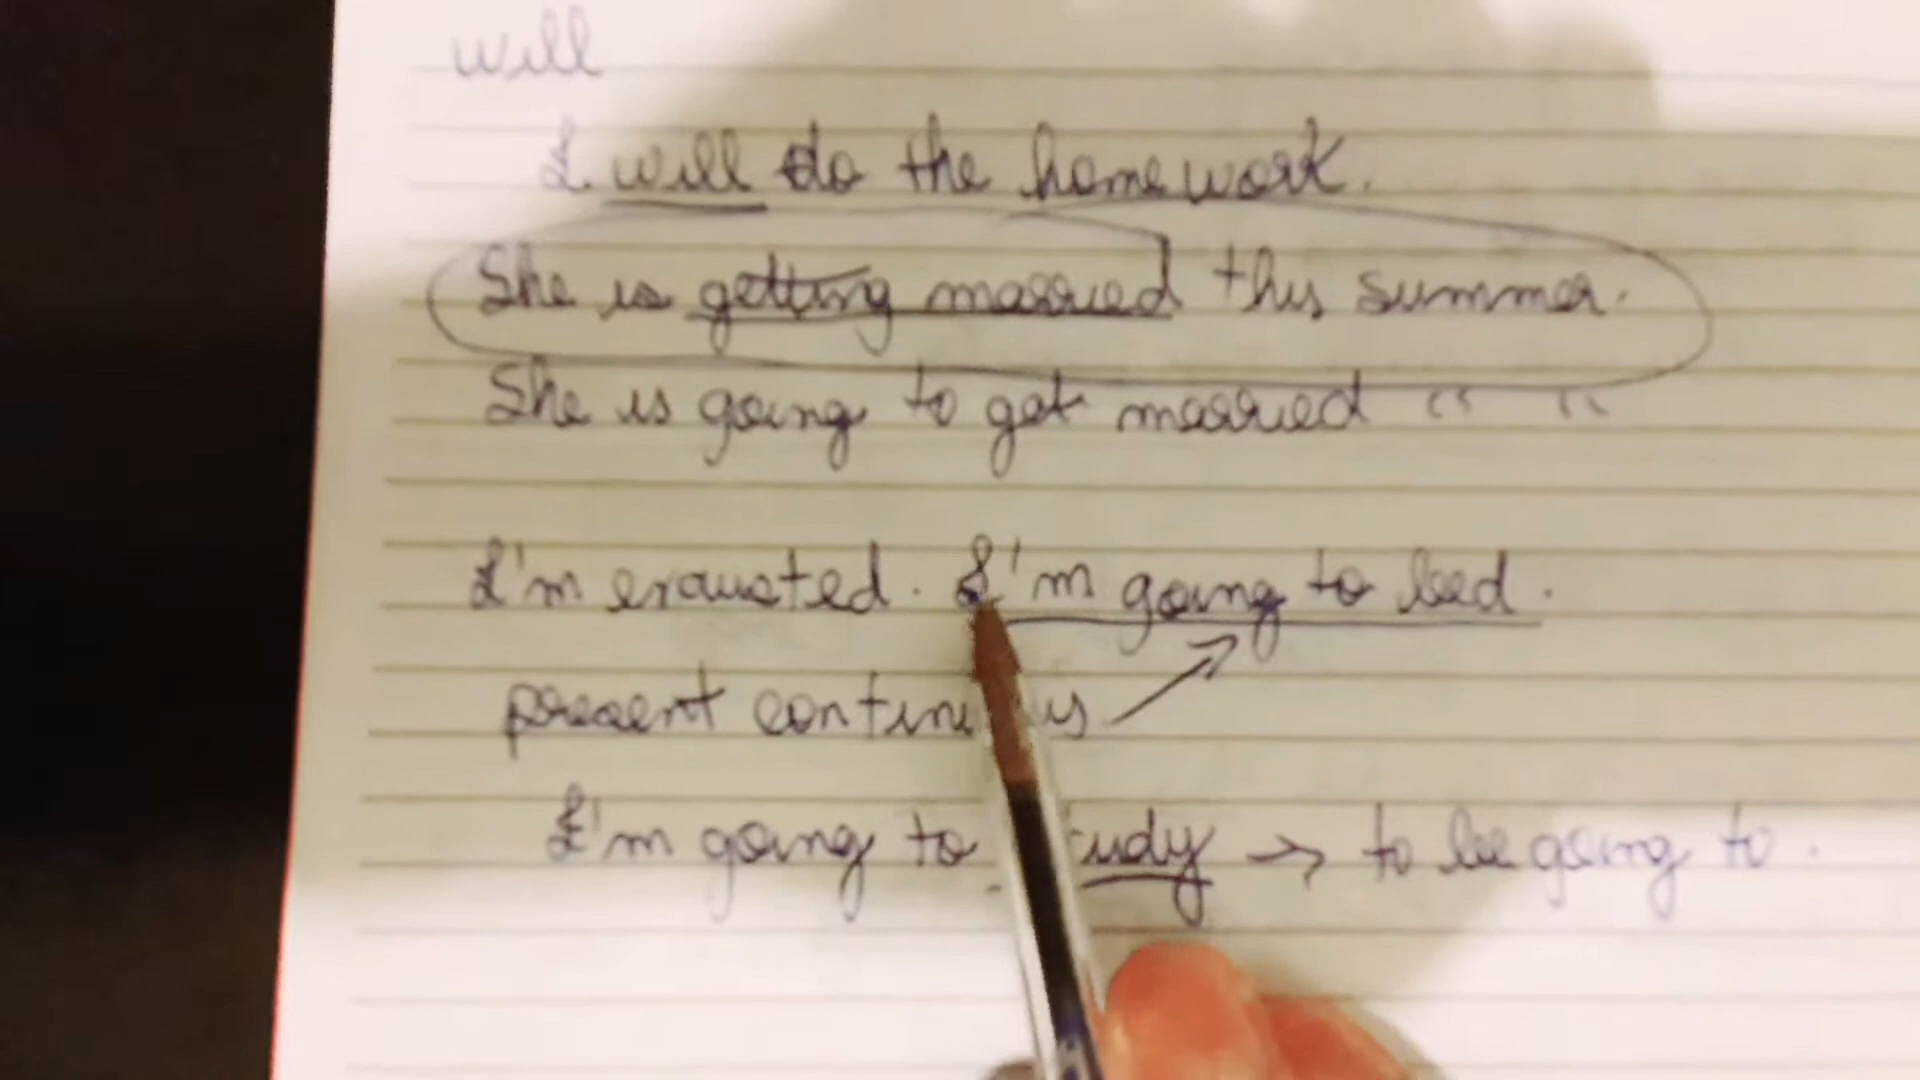 will
I will do the homework.
She is getting married this summer.
She is going to get married " "
I'm exausted. I'm going to bed.
present continuous
I'm going to study → to be going to.